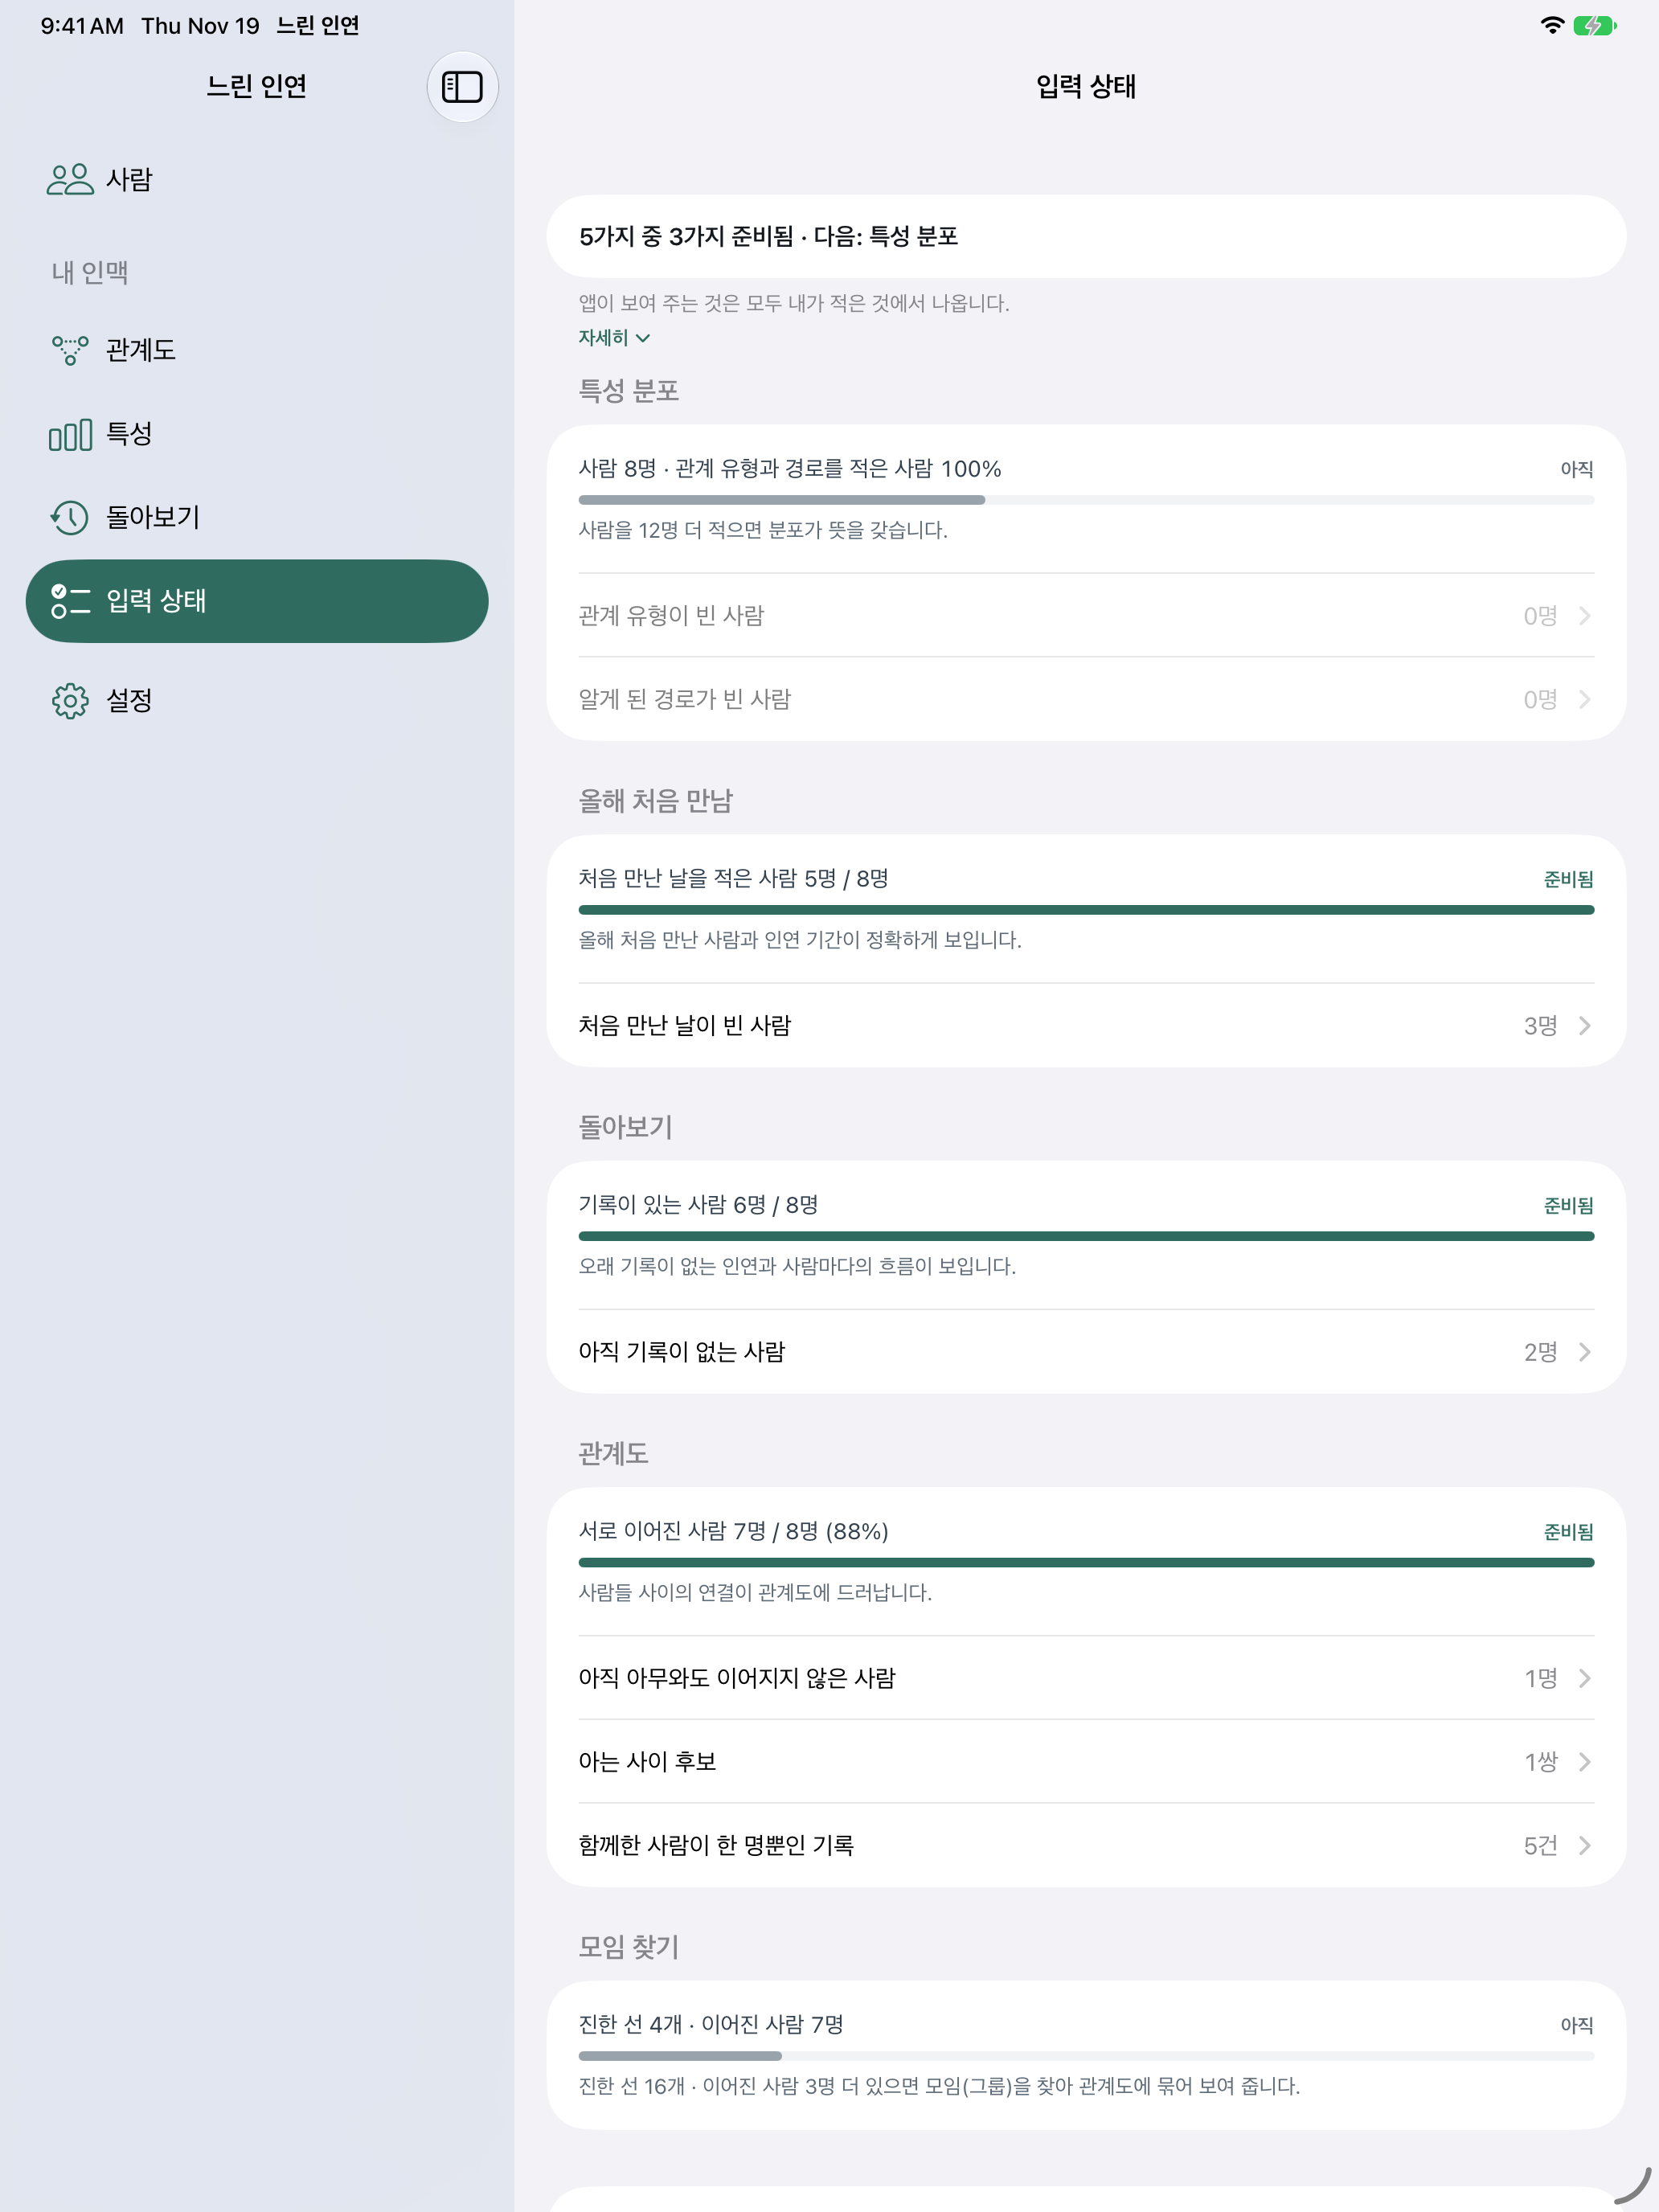 9:41 AM Thu Nov 19 느린 인연
느린 인연
사람
내 인맥
관계도
특성
돌아보기
입력 상태
설정
입력 상태
5가지 중 3가지 준비됨 · 다음: 특성 분포
앱이 보여 주는 것은 모두 내가 적은 것에서 나옵니다.
자세히
특성 분포
사람 8명 · 관계 유형과 경로를 적은 사람 100%
아직
사람을 12명 더 적으면 분포가 뜻을 갖습니다.
관계 유형이 빈 사람
0명
알게 된 경로가 빈 사람
0명
올해 처음 만남
처음 만난 날을 적은 사람 5명 / 8명
준비됨
올해 처음 만난 사람과 인연 기간이 정확하게 보입니다.
처음 만난 날이 빈 사람
3명
돌아보기
기록이 있는 사람 6명 / 8명
준비됨
오래 기록이 없는 인연과 사람마다의 흐름이 보입니다.
아직 기록이 없는 사람
2명
관계도
서로 이어진 사람 7명 / 8명 (88%)
준비됨
사람들 사이의 연결이 관계도에 드러납니다.
아직 아무와도 이어지지 않은 사람
1명
아는 사이 후보
1쌍
함께한 사람이 한 명뿐인 기록
5건
모임 찾기
진한 선 4개 · 이어진 사람 7명
아직
진한 선 16개 · 이어진 사람 3명 더 있으면 모임(그룹)을 찾아 관계도에 묶어 보여 줍니다.